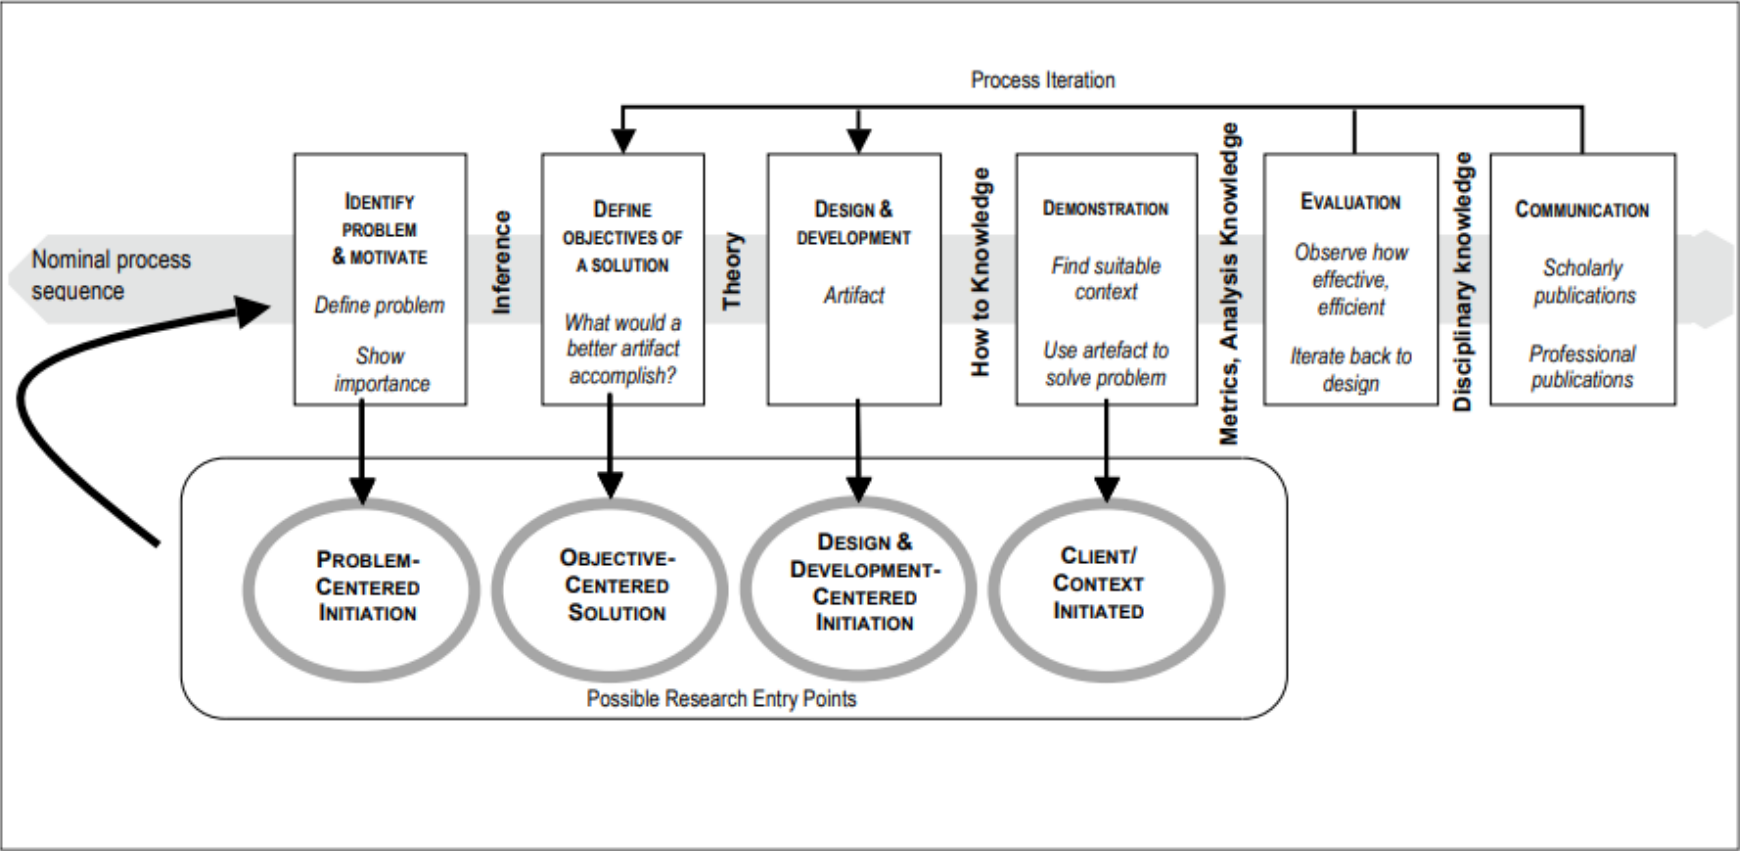 Process Iteration
Nominal process
sequence
IDENTIFY
PROBLEM
& MOTIVATE
Define problem
Show
importance
Inference
DEFINE
OBJECTIVES OF
A SOLUTION
What would a
better artifact
accomplish?
Theory
DESIGN &
DEVELOPMENT
Artifact
How to Knowledge
DEMONSTRATION
Find suitable
context
Use artefact to
solve problem
Metrics, Analysis Knowledge
EVALUATION
Observe how
effective,
efficient
Iterate back to
design
Disciplinary knowledge
COMMUNICATION
Scholarly
publications
Professional
publications
PROBLEM-
CENTERED
INITIATION
OBJECTIVE-
CENTERED
SOLUTION
DESIGN &
DEVELOPMENT-
CENTERED
INITIATION
CLIENT/
CONTEXT
INITIATED
Possible Research Entry Points